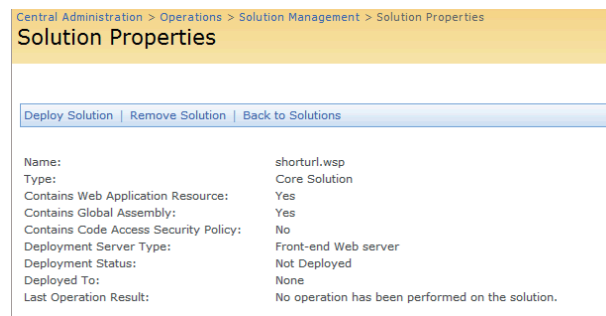 Central Administration > Operations > Solution Management > Solution Properties
Solution Properties
Deploy Solution | Remove Solution | Back to Solutions
Name: shorturl.wsp
Type: Core Solution
Contains Web Application Resource: Yes
Contains Global Assembly: Yes
Contains Code Access Security Policy: No
Deployment Server Type: Front-end Web server
Deployment Status: Not Deployed
Deployed To: None
Last Operation Result: No operation has been performed on the solution.